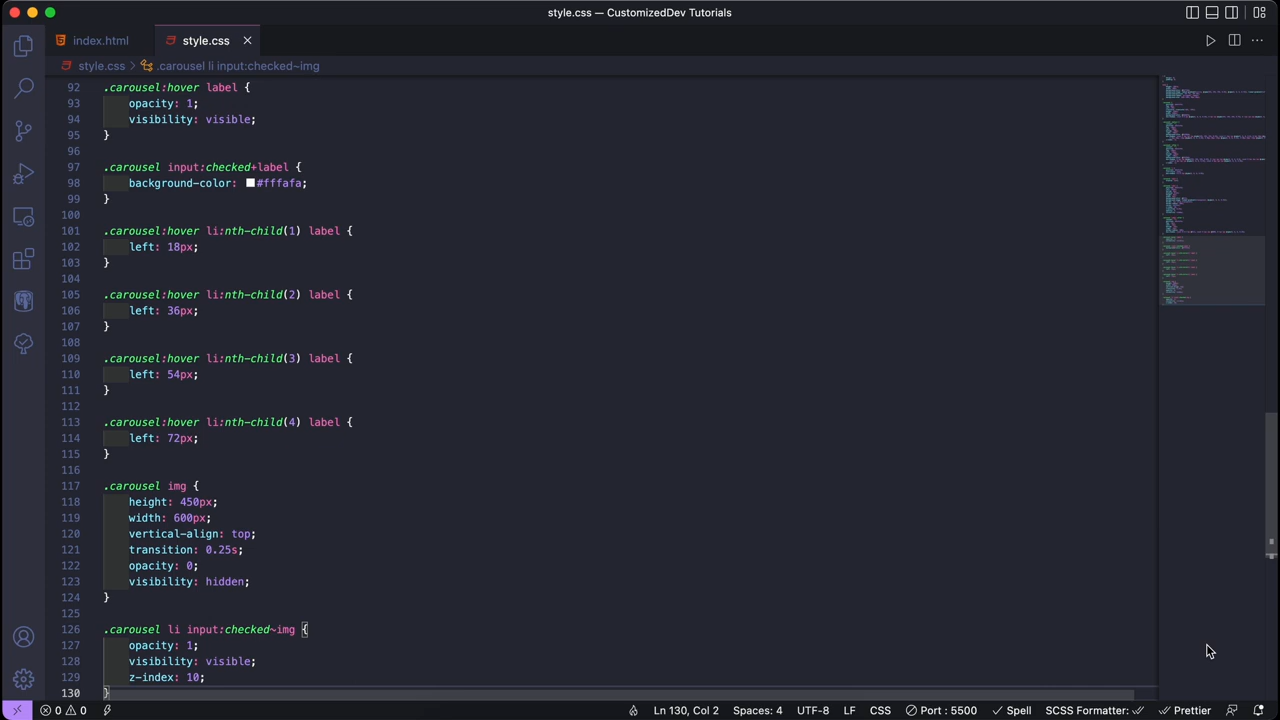 style.css — CustomizedDev Tutorials
index.html
style.css
style.css > .carousel li input:checked~img
92 .carousel:hover label {
93 opacity: 1;
94 visibility: visible;
95 }
96
97 .carousel input:checked+label {
98 background-color: #fffafa;
99 }
100
101 .carousel:hover li:nth-child(1) label {
102 left: 18px;
103 }
104
105 .carousel:hover li:nth-child(2) label {
106 left: 36px;
107 }
108
109 .carousel:hover li:nth-child(3) label {
110 left: 54px;
111 }
112
113 .carousel:hover li:nth-child(4) label {
114 left: 72px;
115 }
116
117 .carousel img {
118 height: 450px;
119 width: 600px;
120 vertical-align: top;
121 transition: 0.25s;
122 opacity: 0;
123 visibility: hidden;
124 }
125
126 .carousel li input:checked~img {
127 opacity: 1;
128 visibility: visible;
129 z-index: 10;
130 }
0 0 Ln 130, Col 2 Spaces: 4 UTF-8 LF CSS Port : 5500 Spell SCSS Formatter: Prettier